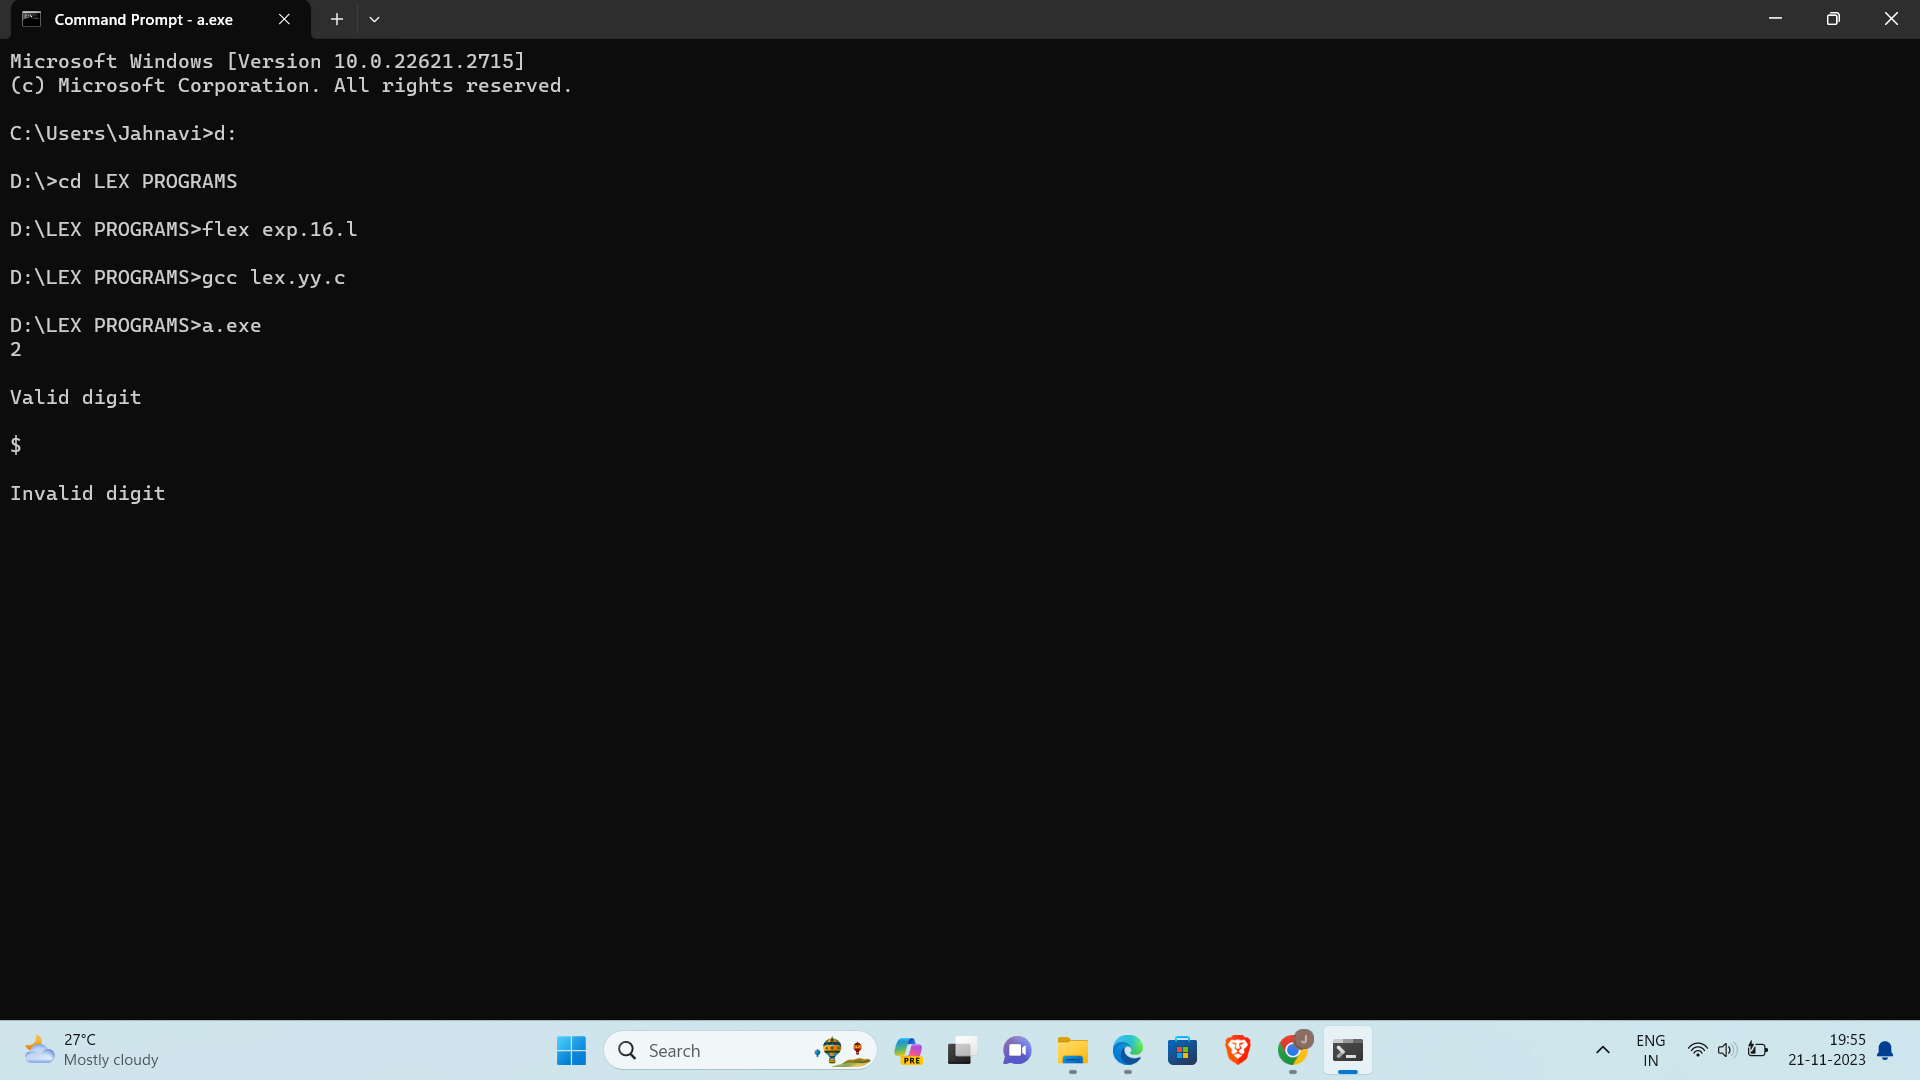 Command Prompt - a.exe
Microsoft Windows [Version 10.0.22621.2715]
(c) Microsoft Corporation. All rights reserved.
C:\Users\Jahnavi>d:
D:\>cd LEX PROGRAMS
D:\LEX PROGRAMS>flex exp.16.l
D:\LEX PROGRAMS>gcc lex.yy.c
D:\LEX PROGRAMS>a.exe
2
Valid digit
$
Invalid digit
27°C
Mostly cloudy
Search
PRE
J
ENG
IN
19:55
21-11-2023